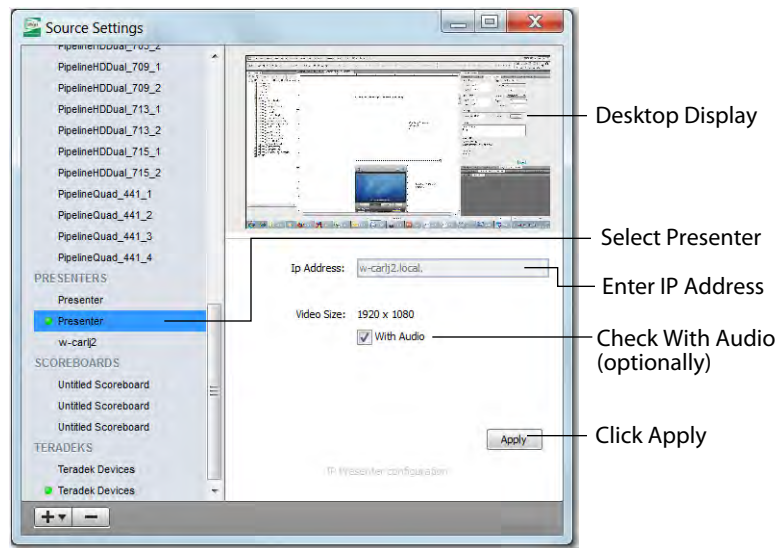 Source Settings
PipelineHDDual_705_2
PipelineHDDual_709_1
PipelineHDDual_709_2
PipelineHDDual_713_1
PipelineHDDual_713_2
PipelineHDDual_715_1
PipelineHDDual_715_2
PipelineQuad_441_1
PipelineQuad_441_2
PipelineQuad_441_3
PipelineQuad_441_4
PRESENTERS
Presenter
Presenter
w-carlj2
SCOREBOARDS
Untitled Scoreboard
Untitled Scoreboard
Untitled Scoreboard
TERADEKS
Teradek Devices
Teradek Devices
Ip Address: w-carlj2.local.
Video Size: 1920 x 1080
With Audio
Apply
IP Presenter configuration
Desktop Display
Select Presenter
Enter IP Address
Check With Audio
(optionally)
Click Apply